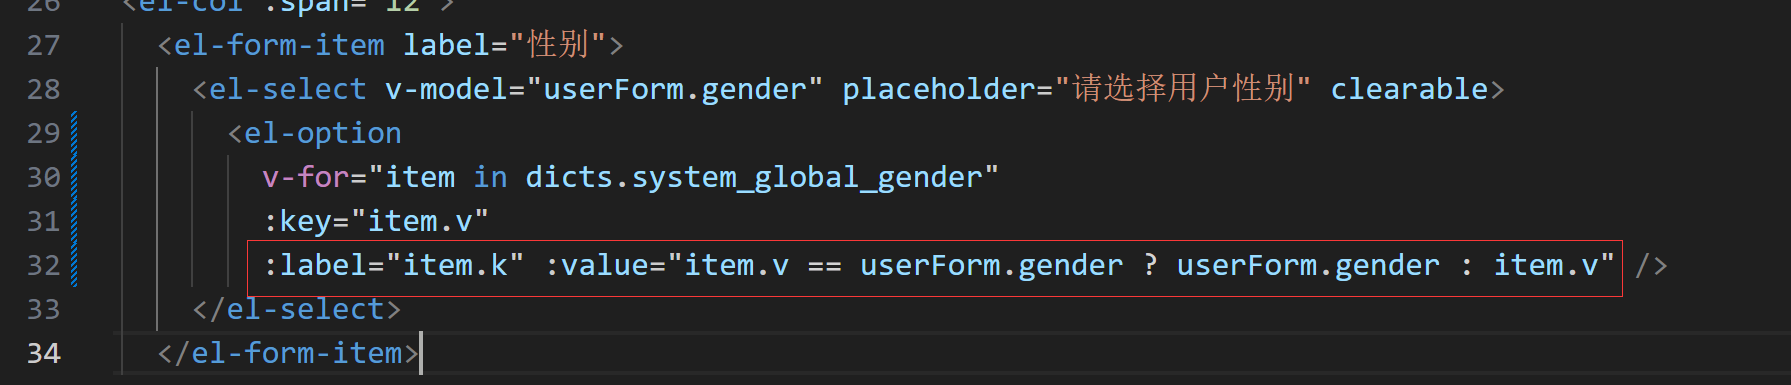 26 <el-col :span="12">
27 <el-form-item label="性别">
28 <el-select v-model="userForm.gender" placeholder="请选择用户性别" clearable>
29 <el-option
30 v-for="item in dicts.system_global_gender"
31 :key="item.v"
32 :label="item.k" :value="item.v == userForm.gender ? userForm.gender : item.v" />
33 </el-select>
34 </el-form-item>